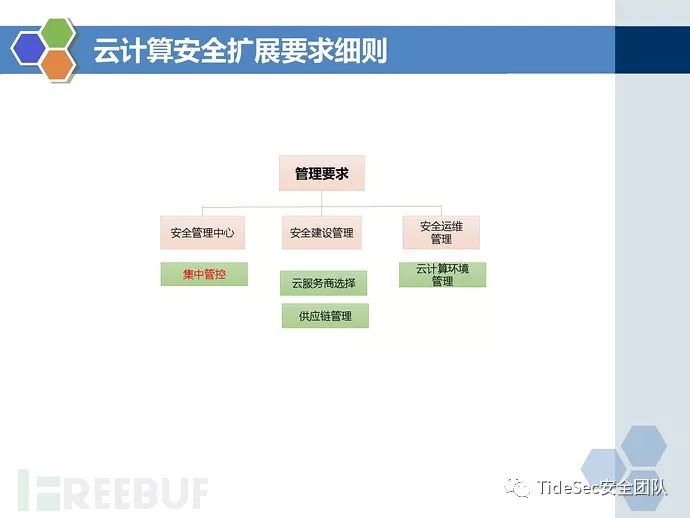 云计算安全扩展要求细则
管理要求
安全管理中心
安全建设管理
安全运维
管理
集中管控
云服务商选择
云计算环境
管理
供应链管理
FREEBUF
TideSec安全团队